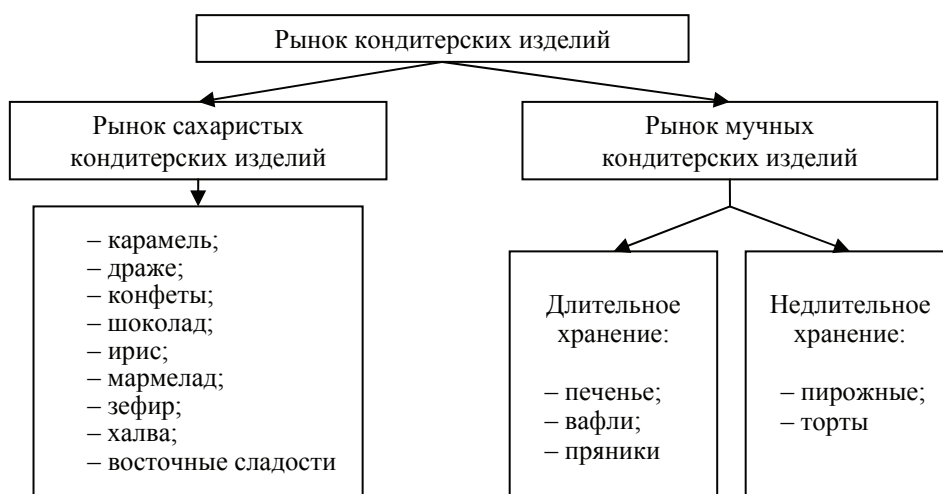 Рынок кондитерских изделий
Рынок сахаристых
кондитерских изделий
– карамель;
– драже;
– конфеты;
– шоколад;
– ирис;
– мармелад;
– зефир;
– халва;
– восточные сладости
Рынок мучных
кондитерских изделий
Длительное
хранение:
– печенье;
– вафли;
– пряники
Недлительное
хранение:
– пирожные;
– торты